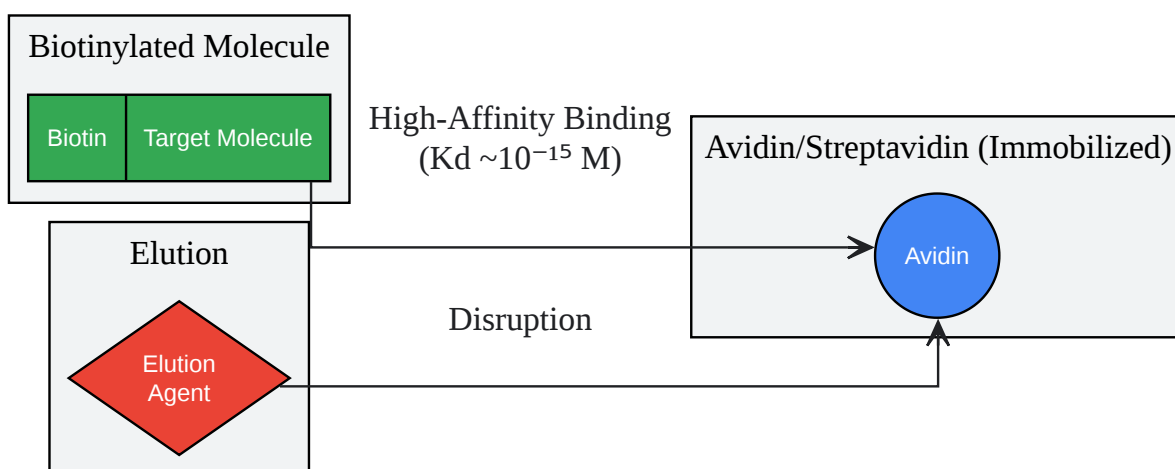 Biotinylated Molecule
Biotin
Target Molecule
High-Affinity Binding
(Kd ~10⁻¹⁵ M)
Avidin/Streptavidin (Immobilized)
Avidin
Elution
Elution
Agent
Disruption